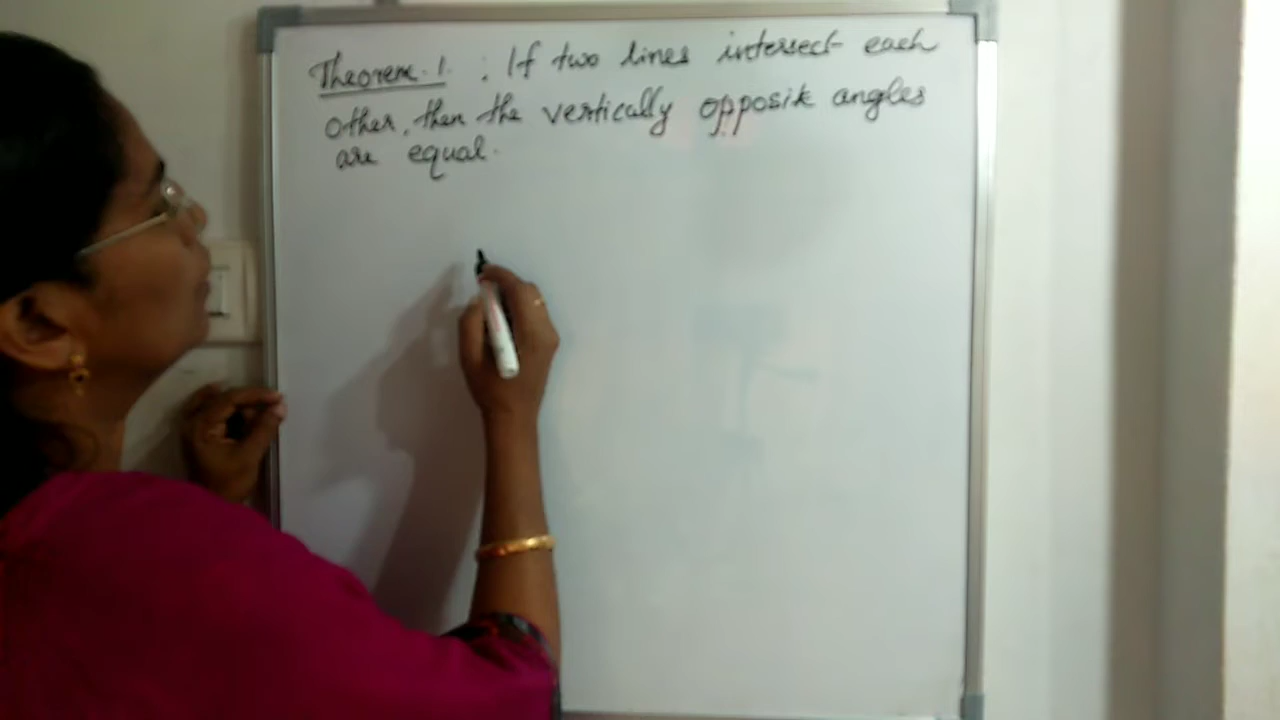 Theorem.1. : If two lines intersect each
other, then the vertically opposite angles
are equal.